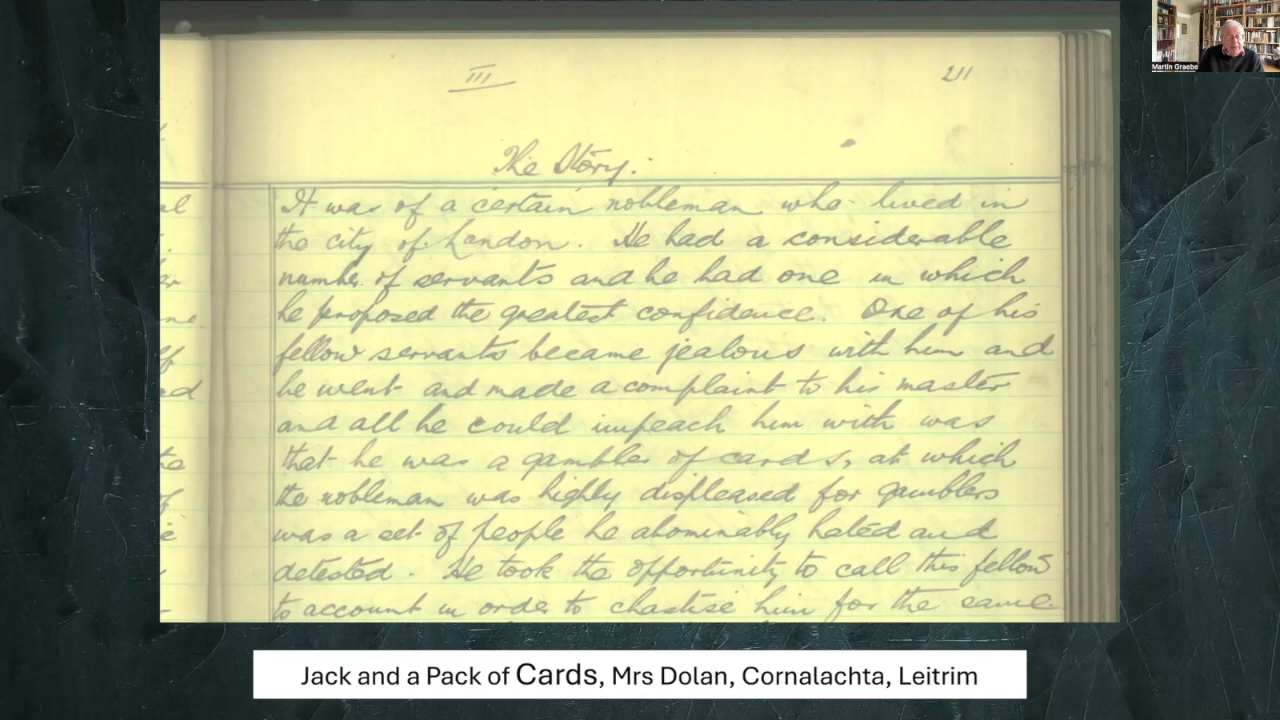 Martin Graebe
III
211
The Story.
It was of a certain nobleman who lived in
the city of London. He had a considerable
number of servants and he had one in which
he proposed the greatest confidence. One of his
fellow servants became jealous with him and
he went and made a complaint to his master
and all he could impeach him with was
that he was a gambler of cards, at which
the nobleman was highly displeased for gamblers
was a set of people he abominably hated and
detested. He took the opportunity to call this fellow
to account in order to chastise him for the same
Jack and a Pack of Cards, Mrs Dolan, Cornalachta, Leitrim